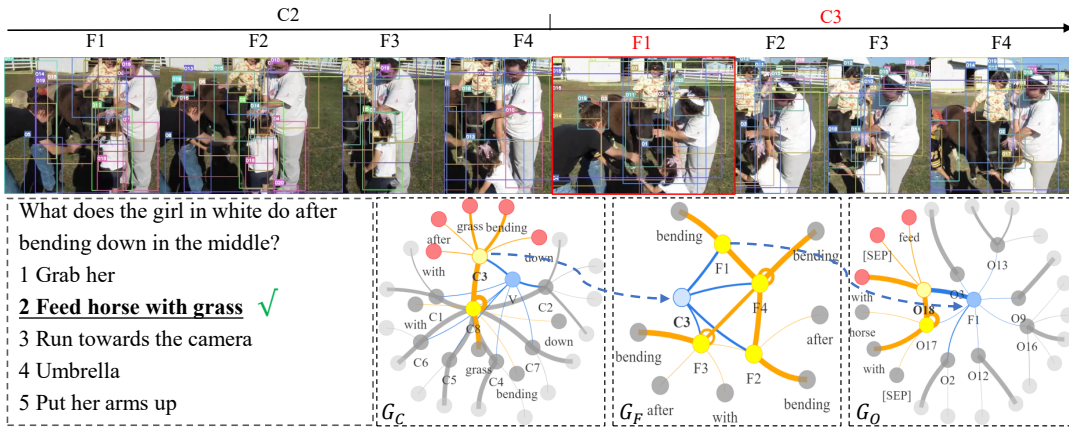 C2
C3
F1
F2
F3
F4
F1
F2
F3
F4
What does the girl in white do after
bending down in the middle?
1 Grab her
2 Feed horse with grass ✓
3 Run towards the camera
4 Umbrella
5 Put her arms up
grass
bending
after
down
with
C3
V
C1
C2
with
C8
down
C6
grass
C7
C5
C4
bending
G_C
bending
bending
F1
C3
F4
F3
F2
after
bending
bending
after
with
G_F
feed
[SEP]
O13
with
O3
O18
F1
horse
O17
O9
with
O16
[SEP]
O2
O12
G_O